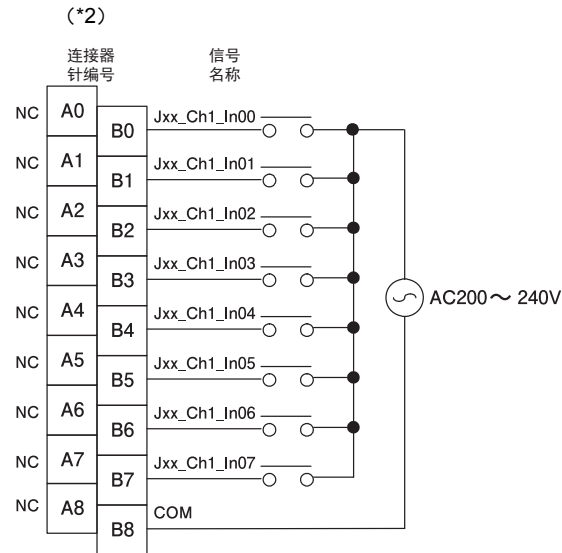 (*2)
连接器
针编号
信号
名称
NC A0
B0 Jxx_Ch1_In00
NC A1
B1 Jxx_Ch1_In01
NC A2
B2 Jxx_Ch1_In02
NC A3
B3 Jxx_Ch1_In03
NC A4
B4 Jxx_Ch1_In04
AC200～ 240V
NC A5
B5 Jxx_Ch1_In05
NC A6
B6 Jxx_Ch1_In06
NC A7
B7 Jxx_Ch1_In07
NC A8
B8 COM